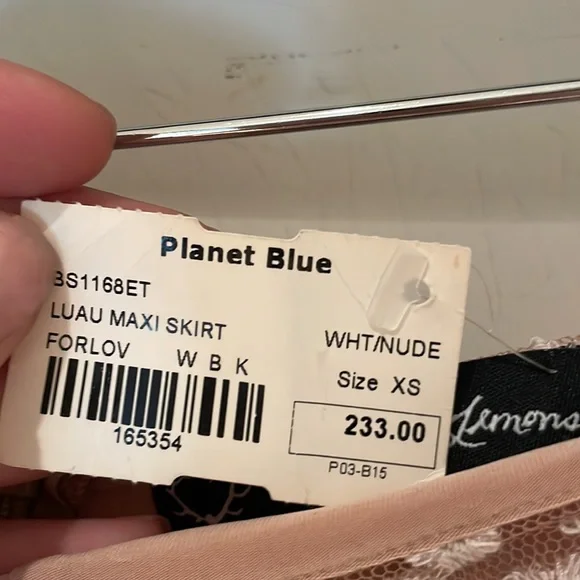 Planet Blue
BS1168ET
LUAU MAXI SKIRT
FORLOV W B K
WHT/NUDE
Size XS
165354
233.00
P03-B15
Lemons